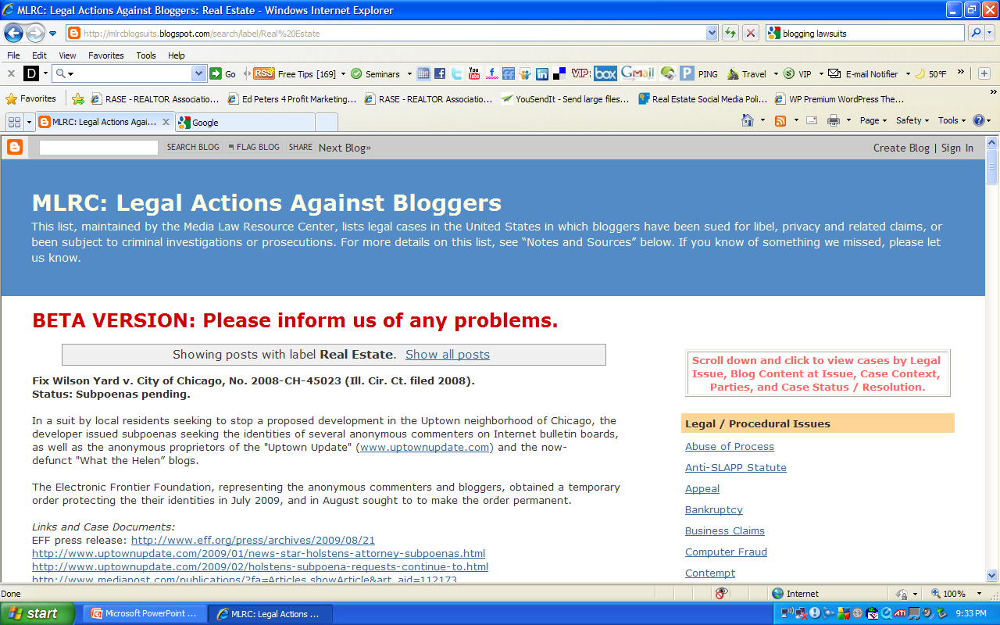 MLRC: Legal Actions Against Bloggers: Real Estate - Windows Internet Explorer
http://mlrcblogsuits.blogspot.com/search/label/Real%20Estate
blogging lawsuits
File Edit View Favorites Tools Help
D Go RSS Free Tips [169] Seminars VIP: box Gmail P PING Travel VIP E-mail Notifier 50°F
Favorites RASE - REALTOR Associatio... Ed Peters 4 Profit Marketing... RASE - REALTOR Associatio... YouSendIt - Send large files... Real Estate Social Media Poli... WP Premium WordPress The...
MLRC: Legal Actions Agai... Google Page Safety Tools
SEARCH BLOG FLAG BLOG SHARE Next Blog» Create Blog | Sign In
MLRC: Legal Actions Against Bloggers
This list, maintained by the Media Law Resource Center, lists legal cases in the United States in which bloggers have been sued for libel, privacy and related claims, or
been subject to criminal investigations or prosecutions. For more details on this list, see “Notes and Sources” below. If you know of something we missed, please let
us know.
BETA VERSION: Please inform us of any problems.
Showing posts with label Real Estate. Show all posts
Fix Wilson Yard v. City of Chicago, No. 2008-CH-45023 (Ill. Cir. Ct. filed 2008).
Status: Subpoenas pending.
In a suit by local residents seeking to stop a proposed development in the Uptown neighborhood of Chicago, the
developer issued subpoenas seeking the identities of several anonymous commenters on Internet bulletin boards,
as well as the anonymous proprietors of the "Uptown Update" (www.uptownupdate.com) and the now-
defunct "What the Helen” blogs.
The Electronic Frontier Foundation, representing the anonymous commenters and bloggers, obtained a temporary
order protecting the their identities in July 2009, and in August sought to to make the order permanent.
Links and Case Documents:
EFF press release: http://www.eff.org/press/archives/2009/08/21
http://www.uptownupdate.com/2009/01/news-star-holstens-attorney-subpoenas.html
http://www.uptownupdate.com/2009/02/holstens-subpoena-requests-continue-to.html
http://www.mediapost.com/publications/?fa=Articles.showArticle&art_aid=112173
Scroll down and click to view cases by Legal
Issue, Blog Content at Issue, Case Context,
Parties, and Case Status / Resolution.
Legal / Procedural Issues
Abuse of Process
Anti-SLAPP Statute
Appeal
Bankruptcy
Business Claims
Computer Fraud
Contempt
Done Internet 100%
start Microsoft PowerPoint ... MLRC: Legal Actions ... ATI 9:33 PM